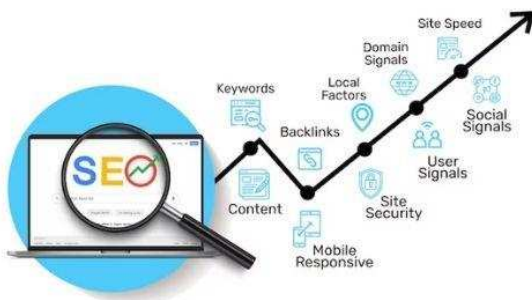 Site Speed
Domain
Signals
Keywords
Local
Factors
Social
Signals
Backlinks
SEO
User
Signals
Content
Site
Security
Mobile
Responsive